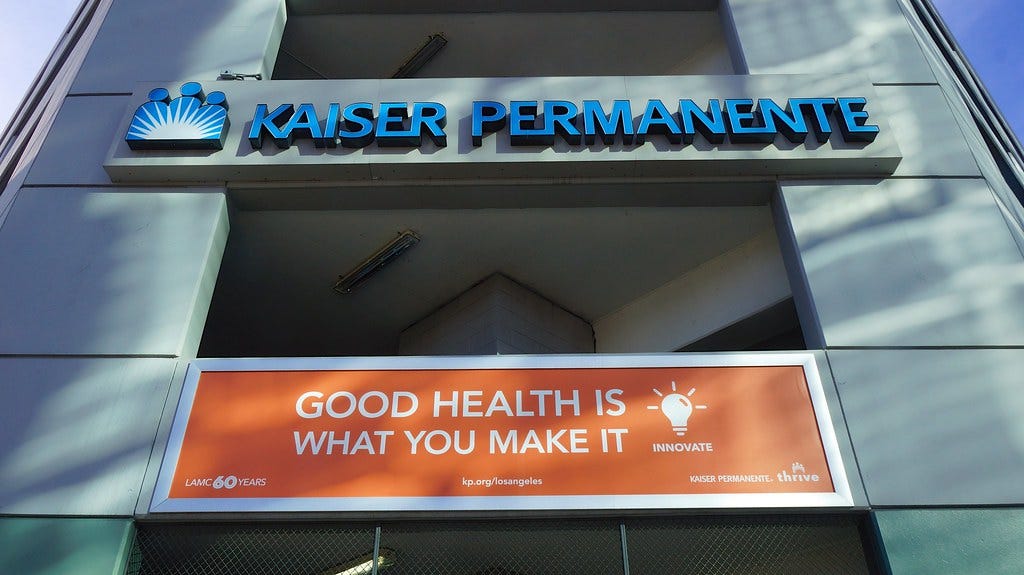 KAISER PERMANENTE
GOOD HEALTH IS
WHAT YOU MAKE IT
INNOVATE
LAMC 60 YEARS
kp.org/losangeles
KAISER PERMANENTE. thrive